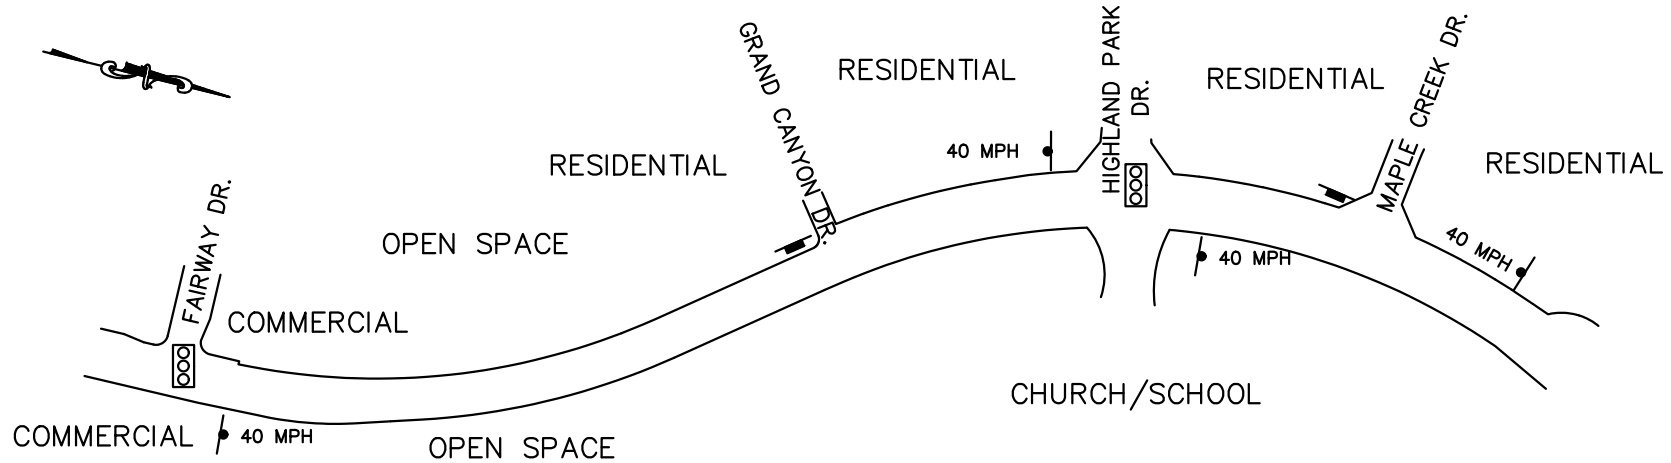 GRAND CANYON DR.
RESIDENTIAL
HIGHLAND PARK
DR.
RESIDENTIAL
MAPLE CREEK DR.
40 MPH
RESIDENTIAL
RESIDENTIAL
FAIRWAY DR.
OPEN SPACE
40 MPH
40 MPH
COMMERCIAL
CHURCH/SCHOOL
COMMERCIAL
40 MPH
OPEN SPACE